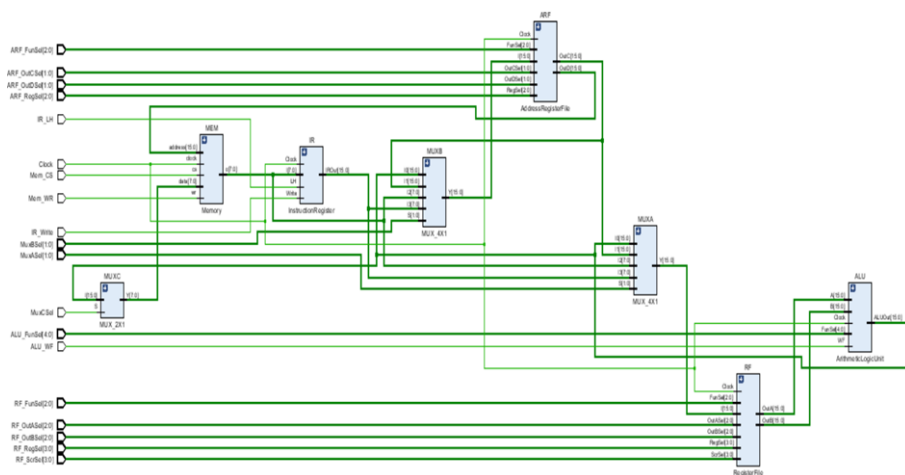 ARF
ARF_FunSel[2:0]
ARF_OutCSel[1:0]
ARF_OutDSel[1:0]
ARF_RegSel[2:0]
Clock
FunSel[2:0]
I[15:0]
OutCSel[1:0]
OutDSel[1:0]
RegSel[2:0]
OutC[15:0]
OutD[15:0]
AddressRegisterFile
IR_LH
Clock
Mem_CS
Mem_WR
IR_Write
MuxBSel[1:0]
MuxASel[1:0]
MEM
address[15:0]
clock
cs
data[7:0]
wr
o[7:0]
Memory
IR
Clock
I[7:0]
LH
Write
IROut[15:0]
InstructionRegister
MUXB
I0[15:0]
I1[15:0]
I2[7:0]
I3[7:0]
S[1:0]
Y[15:0]
MUX_4X1
MUXA
I0[15:0]
I1[15:0]
I2[7:0]
I3[7:0]
S[1:0]
Y[15:0]
MUX_4X1
MUXC
I[15:0]
S
Y[7:0]
MUX_2X1
MuxCSel
ALU_FunSel[4:0]
ALU_WF
ALU
A[15:0]
B[15:0]
Clock
FunSel[4:0]
WF
ALUOut[15:0]
ArithmeticLogicUnit
RF
RF_FunSel[2:0]
RF_OutASel[2:0]
RF_OutBSel[2:0]
RF_RegSel[3:0]
RF_ScrSel[3:0]
Clock
FunSel[2:0]
I[15:0]
OutASel[2:0]
OutBSel[2:0]
RegSel[3:0]
ScrSel[3:0]
OutA[15:0]
OutB[15:0]
RegisterFile